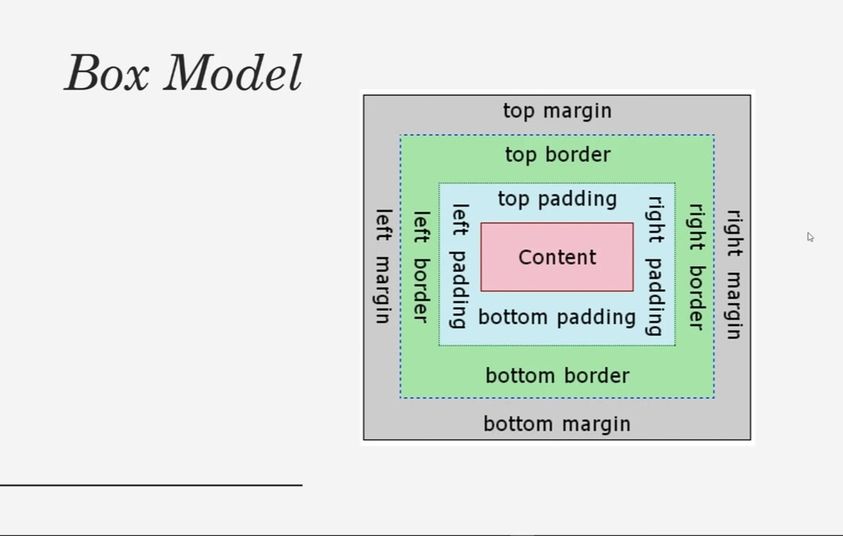 Box Model
top margin
top border
top padding
left margin
left border
left padding
Content
right padding
right border
right margin
bottom padding
bottom border
bottom margin